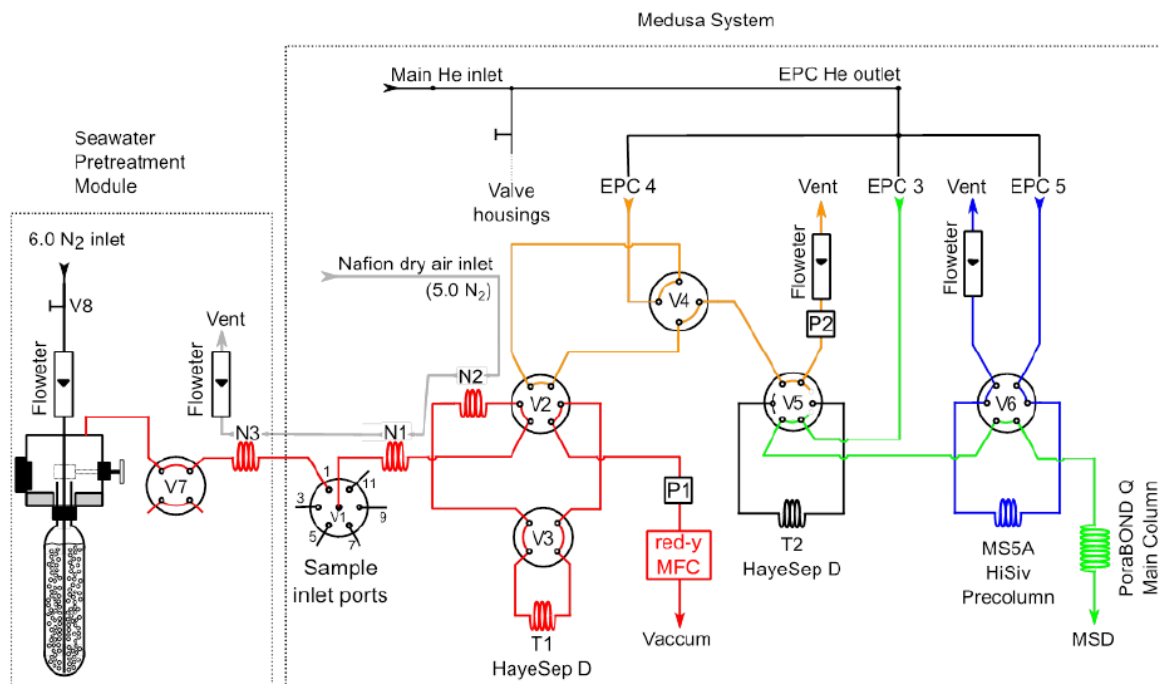 Medusa System
Main He inlet
EPC He outlet
Seawater
Pretreatment
Module
Valve
housings
EPC 4
Vent
EPC 3
Vent
EPC 5
6.0 N2 inlet
Nafion dry air inlet
(5.0 N2)
V8
Vent
Floweter
Floweter
Floweter
Floweter
V4
P2
N2
V2
V5
V6
N3
N1
V7
1
11
3
V1
9
5
7
P1
V3
Sample
inlet ports
red-y
MFC
T2
HayeSep D
MS5A
HiSiv
Precolumn
PoraBOND Q
Main Column
T1
HayeSep D
Vaccum
MSD